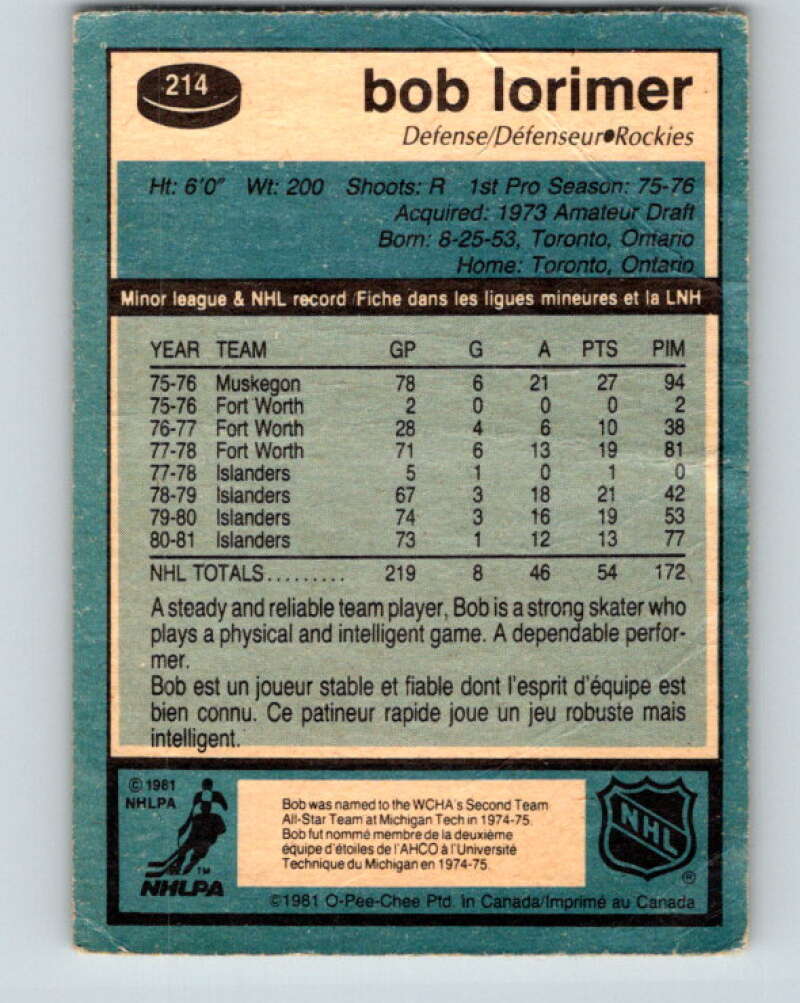 214
bob lorimer
Defense/Défenseur•Rockies
Ht: 6'0" Wt: 200 Shoots: R 1st Pro Season: 75-76
Acquired: 1973 Amateur Draft
Born: 8-25-53, Toronto, Ontario
Home: Toronto, Ontario
Minor league & NHL record/Fiche dans les ligues mineures et la LNH
YEAR TEAM GP G A PTS PIM
75-76 Muskegon 78 6 21 27 94
75-76 Fort Worth 2 0 0 0 2
76-77 Fort Worth 28 4 6 10 38
77-78 Fort Worth 71 6 13 19 81
77-78 Islanders 5 1 0 1 0
78-79 Islanders 67 3 18 21 42
79-80 Islanders 74 3 16 19 53
80-81 Islanders 73 1 12 13 77
NHL TOTALS......... 219 8 46 54 172
A steady and reliable team player, Bob is a strong skater who
plays a physical and intelligent game. A dependable perfor-
mer.
Bob est un joueur stable et fiable dont l'esprit d'équipe est
bien connu. Ce patineur rapide joue un jeu robuste mais
intelligent.
© 1981
NHLPA
TM
NHLPA
Bob was named to the WCHA's Second Team
All-Star Team at Michigan Tech in 1974-75.
Bob fut nommé membre de la deuxième
équipe d'étoiles de l'AHCO à l'Université
Technique du Michigan en 1974-75.
NHL
®
©1981 O-Pee-Chee Ptd. in Canada/Imprimé au Canada